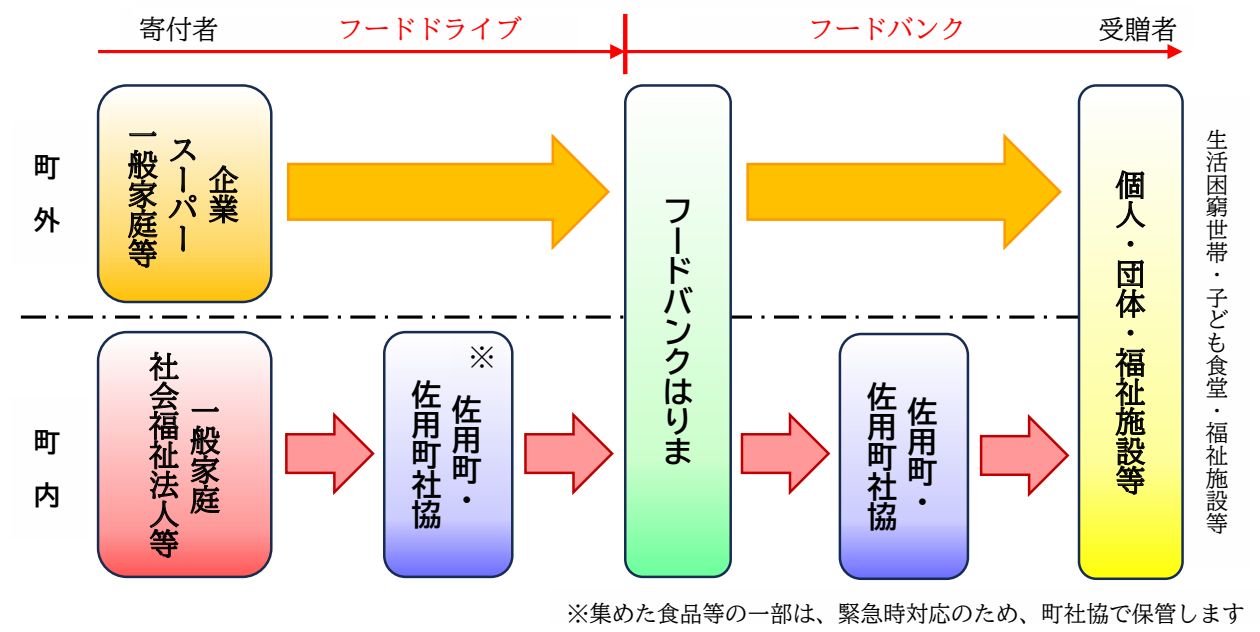 寄付者
フードドライブ
フードバンク
受贈者
町外
企業
スーパー
一般家庭等
フードバンクはりま
個人・団体・福祉施設等
生活困窮世帯・子ども食堂・福祉施設等
町内
一般家庭
社会福祉法人等
※
佐用町・
佐用町社協
佐用町・
佐用町社協
※集めた食品等の一部は、緊急時対応のため、町社協で保管します